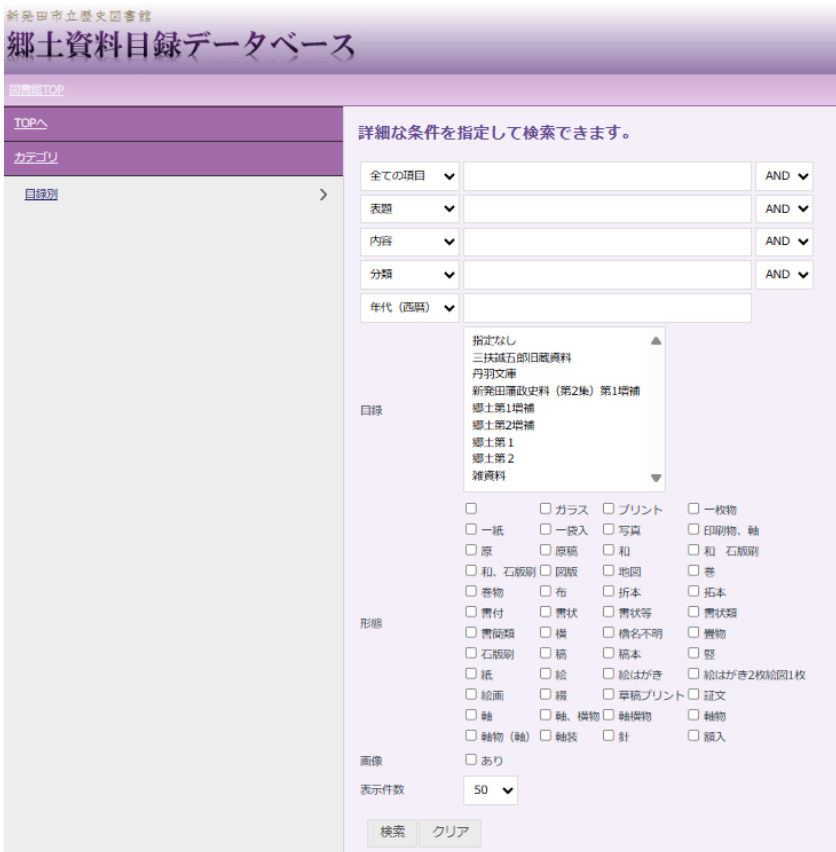 新発田市立歴史図書館
郷土資料目録データベース
図書館TOP
TOPへ
カテゴリ
目録別
詳細な条件を指定して検索できます。
全ての項目 AND
表題 AND
内容 AND
分類 AND
年代（西暦）
目録
指定なし
三扶誠五郎旧蔵資料
丹羽文庫
新発田藩政史料（第2集）第1増補
郷土第1増補
郷土第2増補
郷土第１
郷土第２
雑資料
形態
ガラス プリント 一枚物
一紙 一袋入 写真 印刷物、軸
原 原稿 和 和　石版刷
和、石版刷 図版 地図 巻
巻物 布 折本 拓本
書付 書状 書状等 書状類
書簡類 横 櫓名不明 畳物
石版刷 稿 稿本 竪
紙 絵 絵はがき 絵はがき2枚絵図1枚
絵画 綴 草稿プリント 証文
軸 軸、横物 軸横物 軸物
軸物（軸） 軸装 針 額入
画像 あり
表示件数 50
検索 クリア